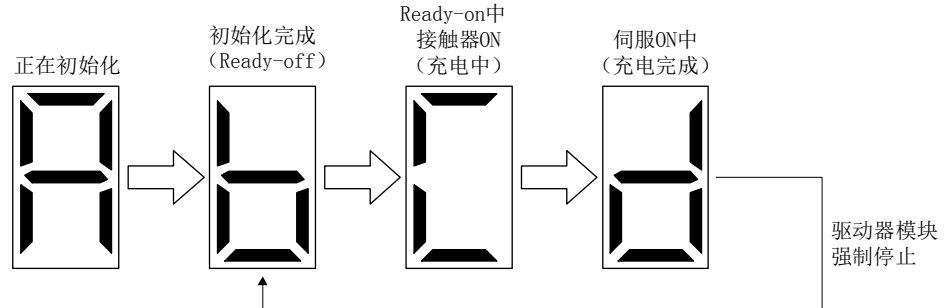 正在初始化
初始化完成
（Ready-off）
Ready-on中
接触器ON
（充电中）
伺服ON中
（充电完成）
A
b
C
d
驱动器模块
强制停止